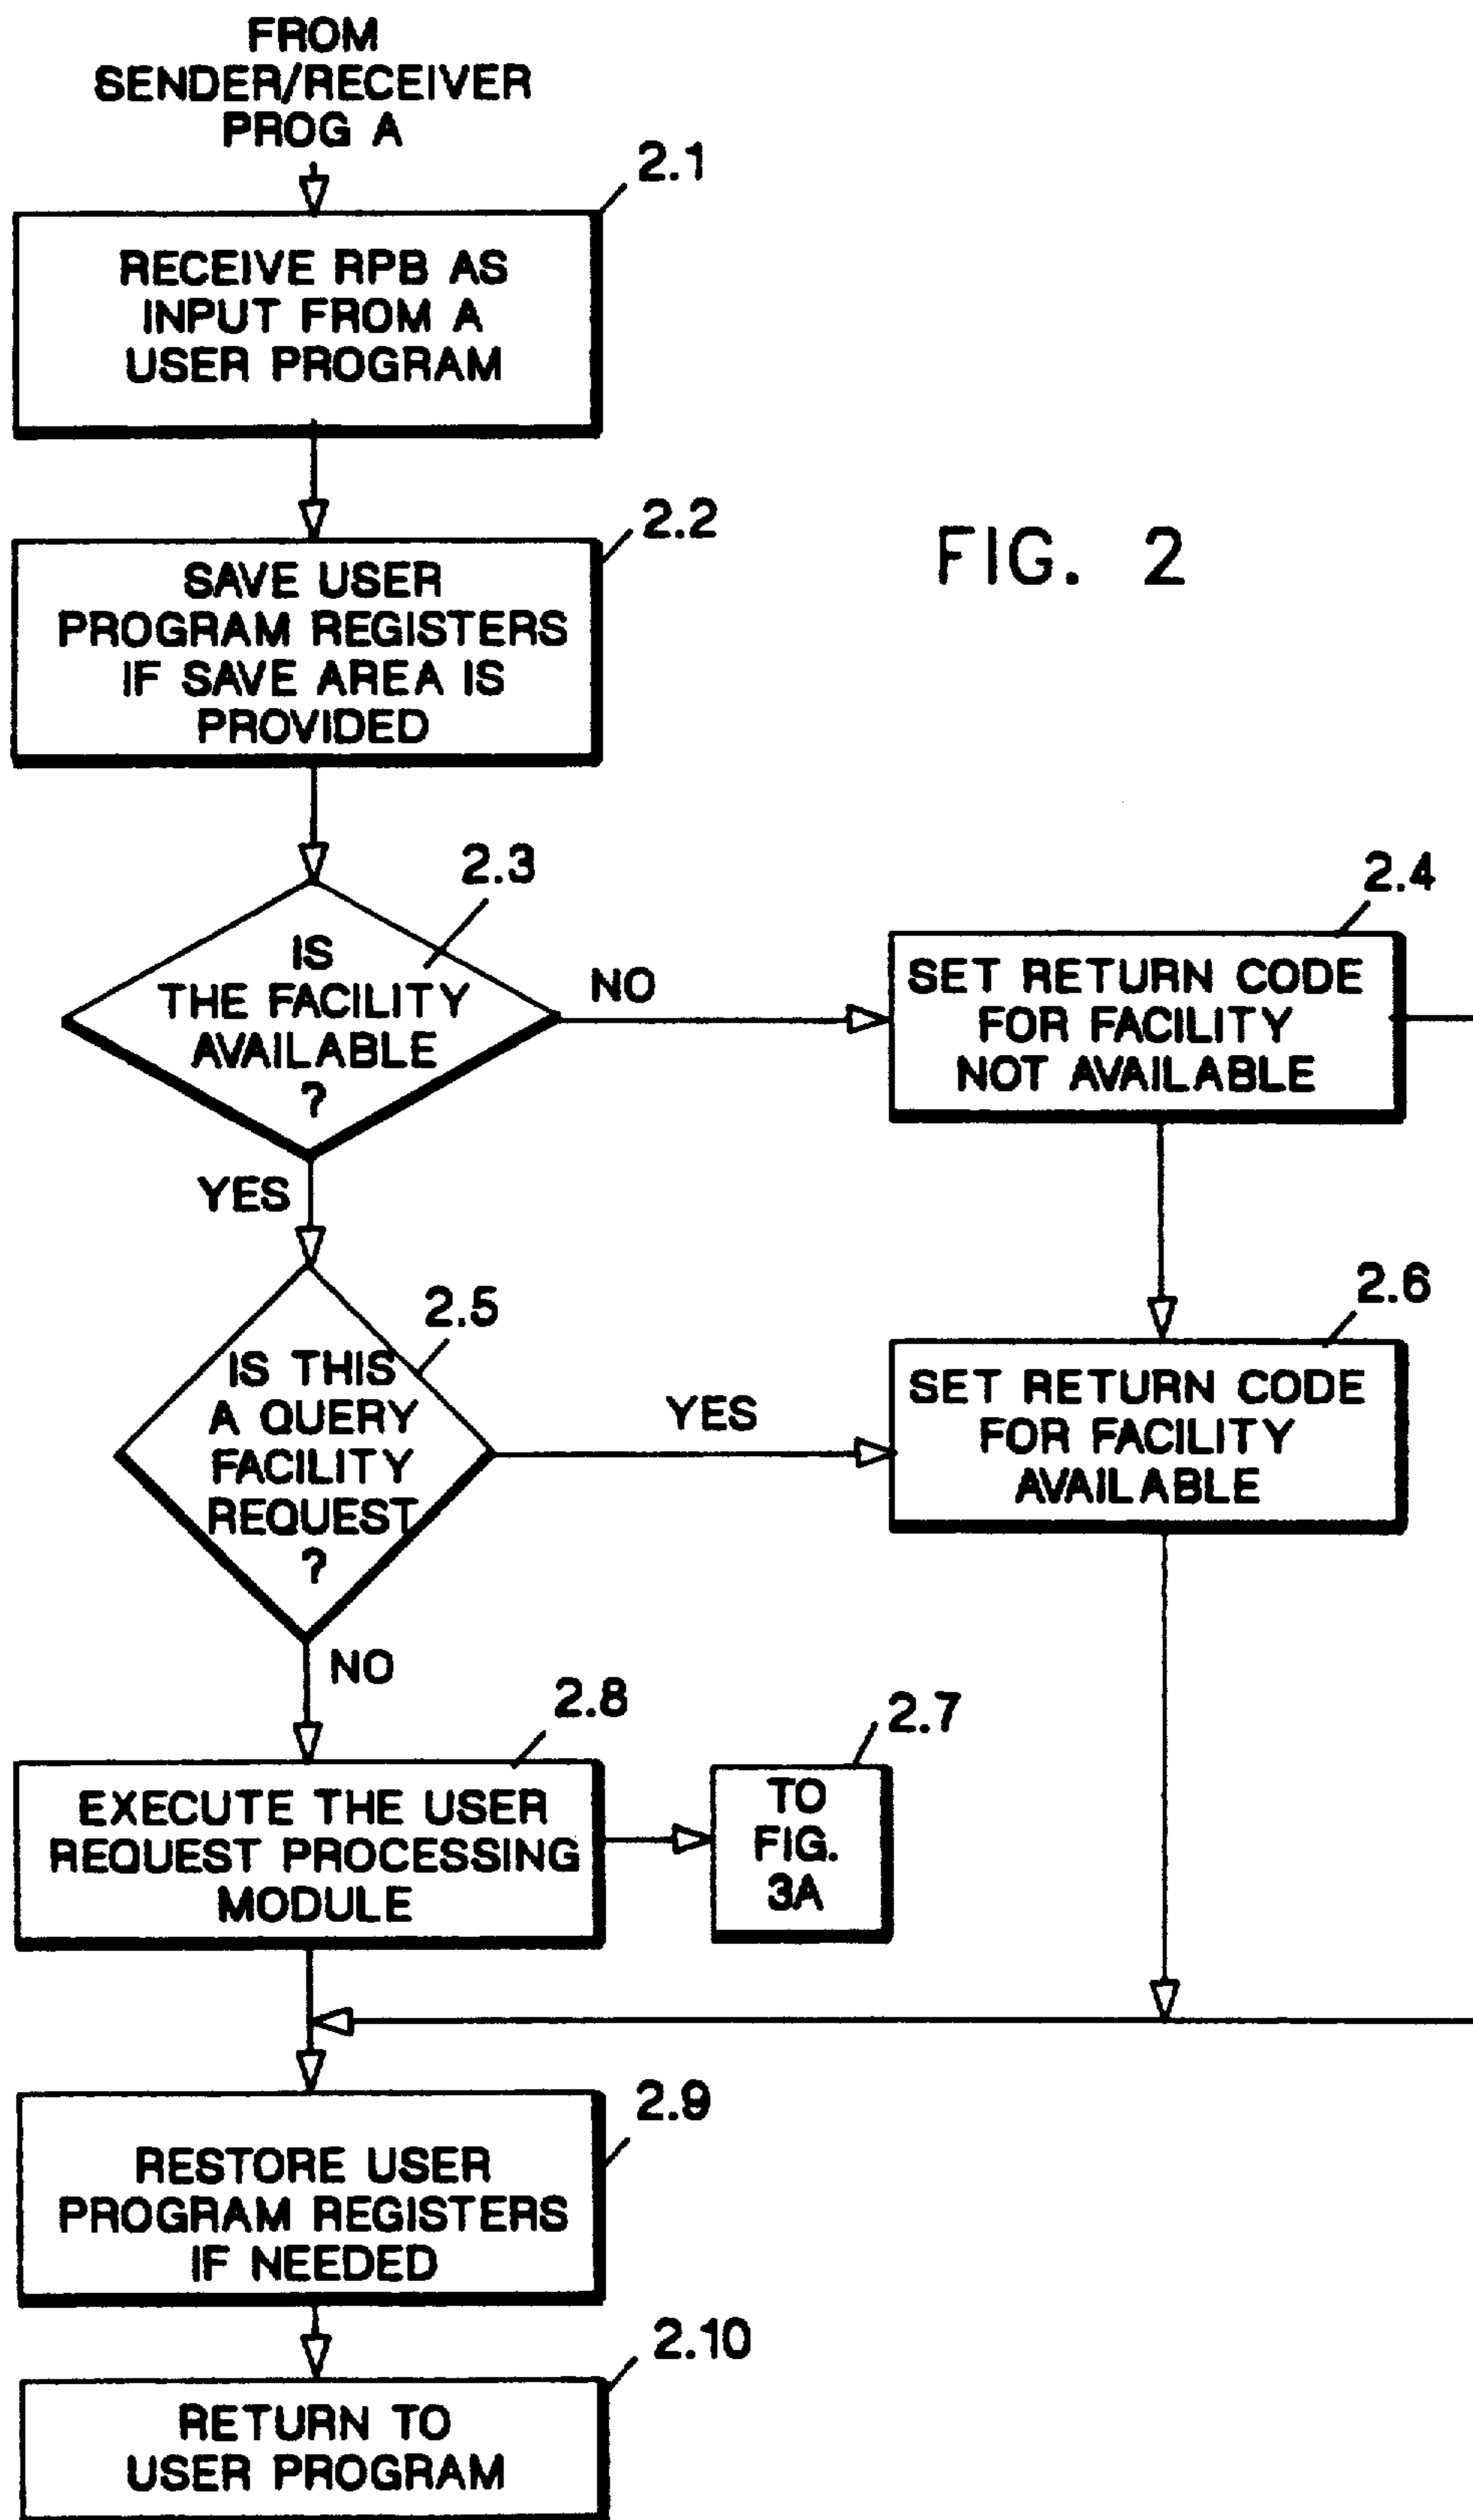 FROM
SENDER/RECEIVER
PROG A
2.1
RECEIVE RPB AS
INPUT FROM A
USER PROGRAM
2.2
SAVE USER
PROGRAM REGISTERS
IF SAVE AREA IS
PROVIDED
FIG. 2
2.3
IS
THE FACILITY
AVAILABLE
?
NO
YES
2.4
SET RETURN CODE
FOR FACILITY
NOT AVAILABLE
2.5
IS THIS
A QUERY
FACILITY
REQUEST
?
YES
NO
2.6
SET RETURN CODE
FOR FACILITY
AVAILABLE
2.8
EXECUTE THE USER
REQUEST PROCESSING
MODULE
2.7
TO
FIG.
3A
2.9
RESTORE USER
PROGRAM REGISTERS
IF NEEDED
2.10
RETURN TO
USER PROGRAM